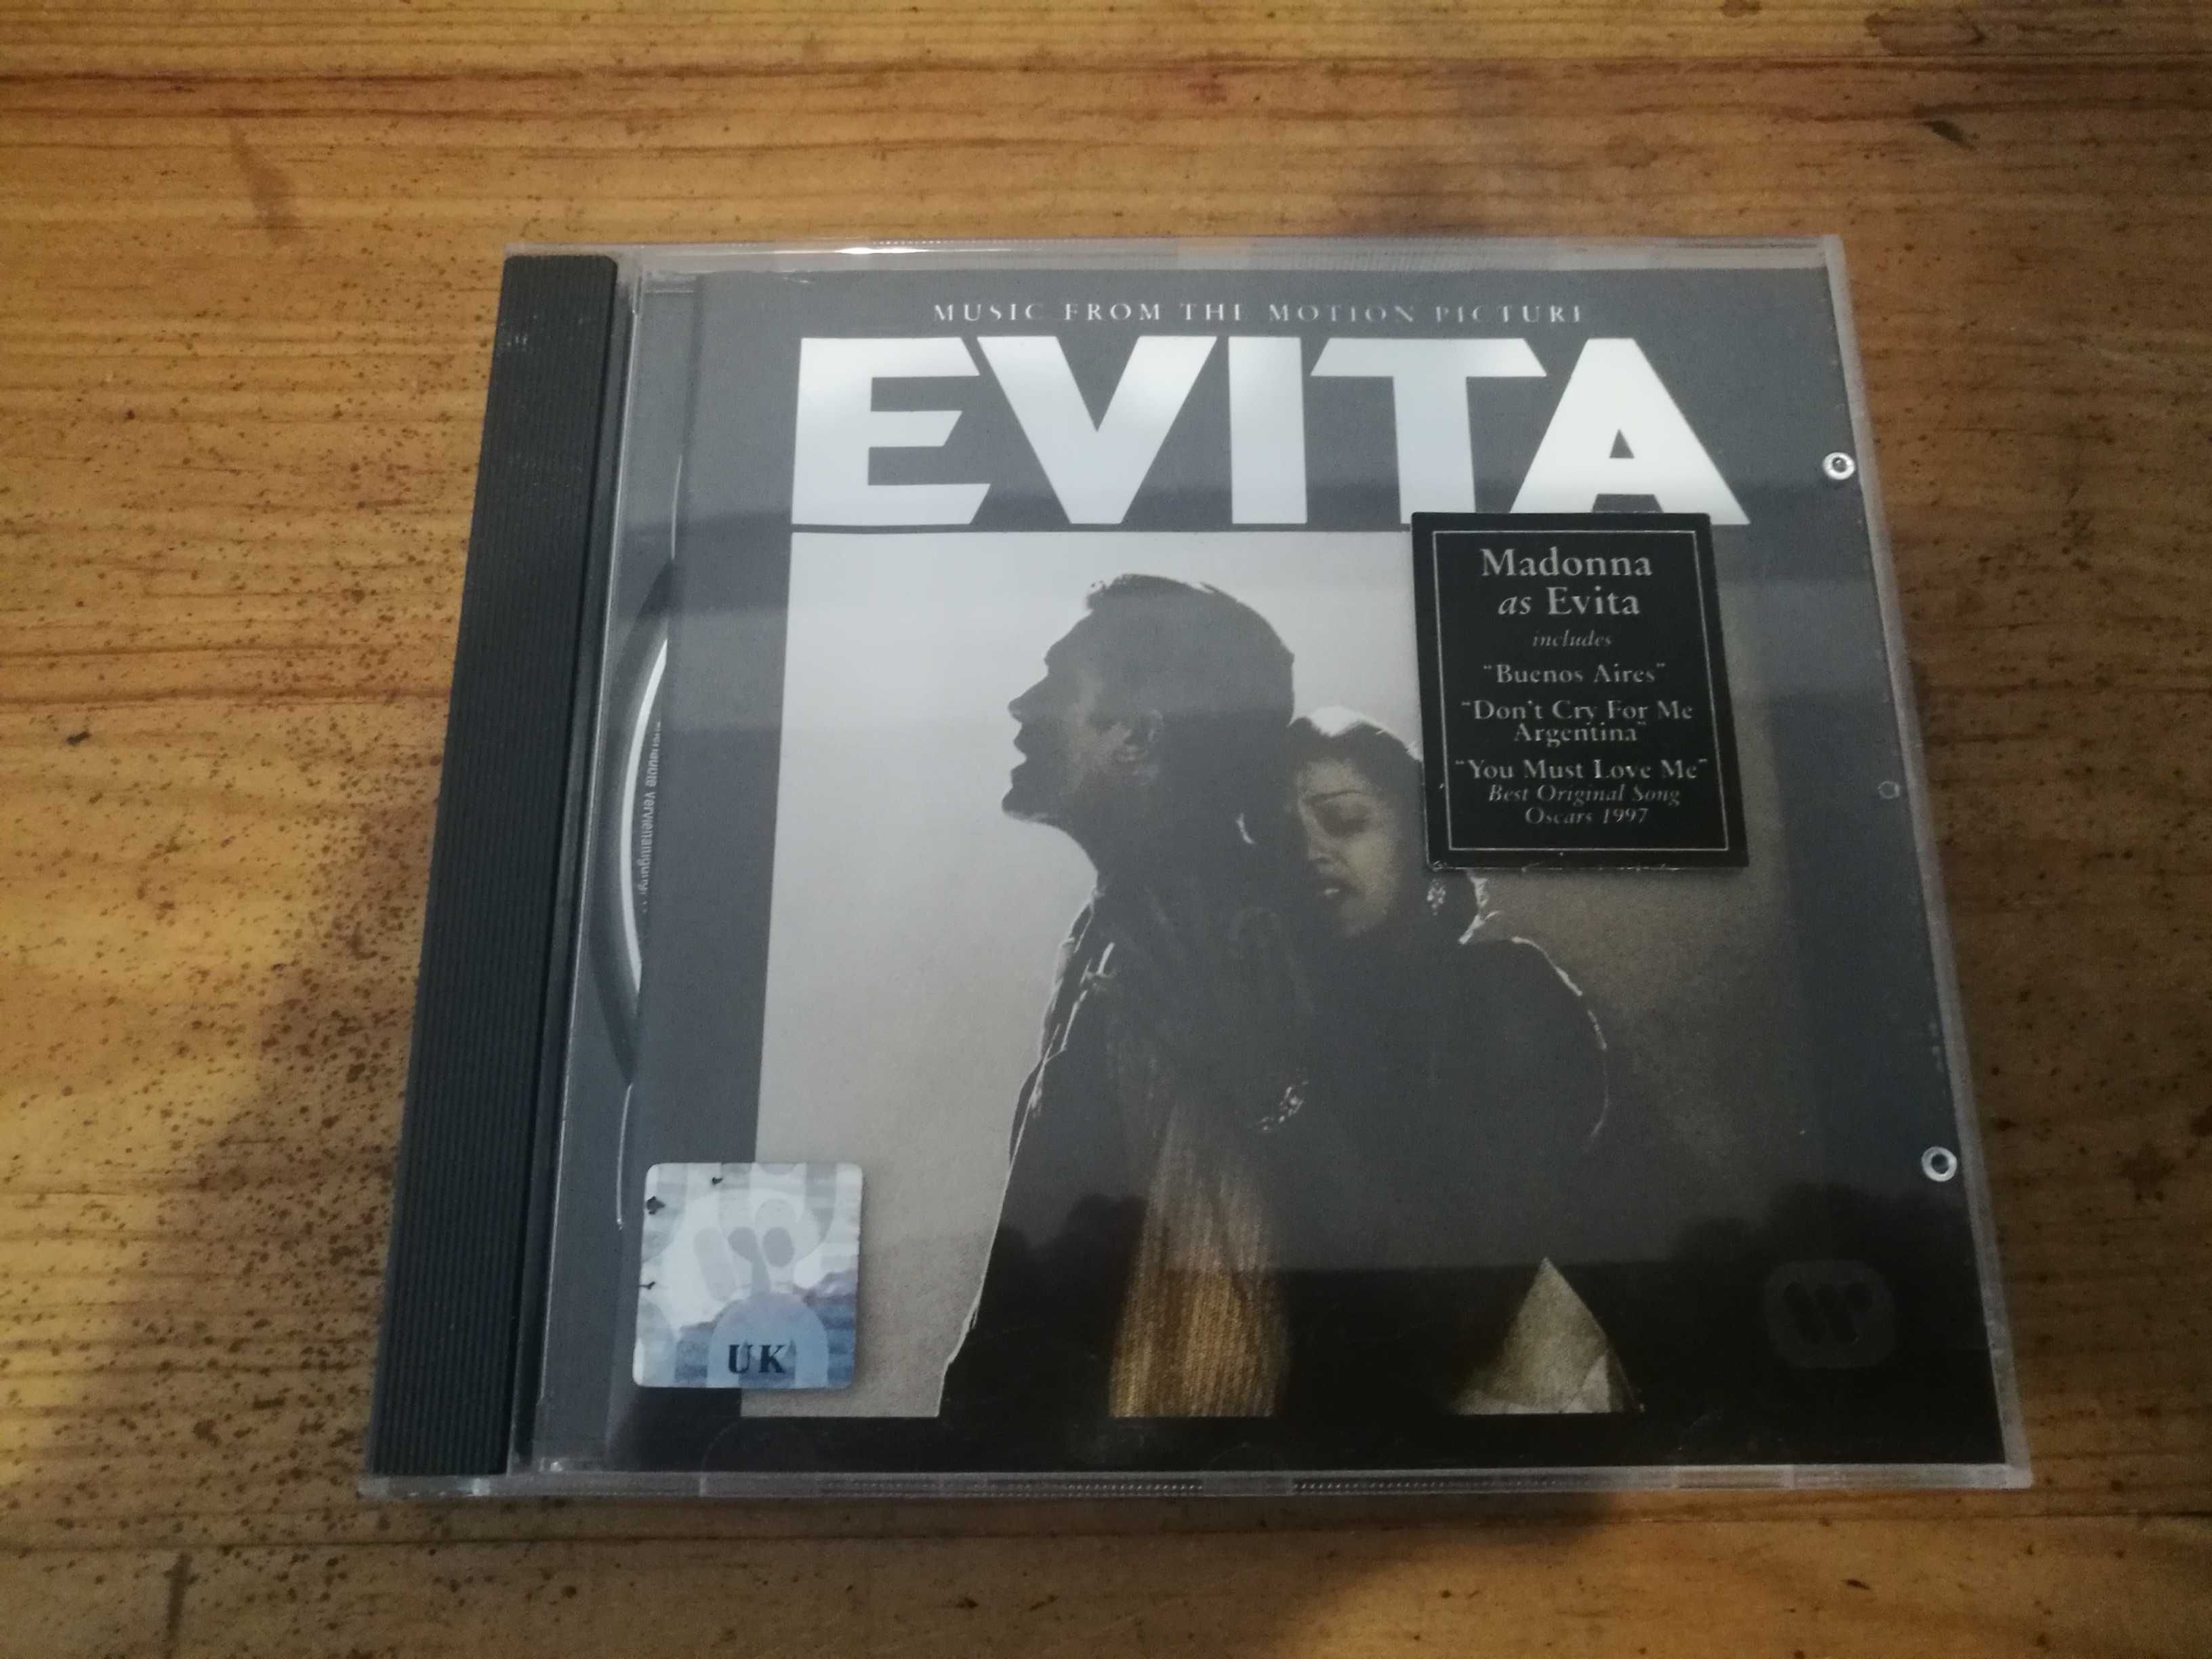 MUSIC FROM THE MOTION PICTURE
EVITA
Madonna
as Evita
includes
"Buenos Aires"
"Don't Cry For Me
Argentina"
"You Must Love Me"
Best Original Song
Oscars 1997
UK